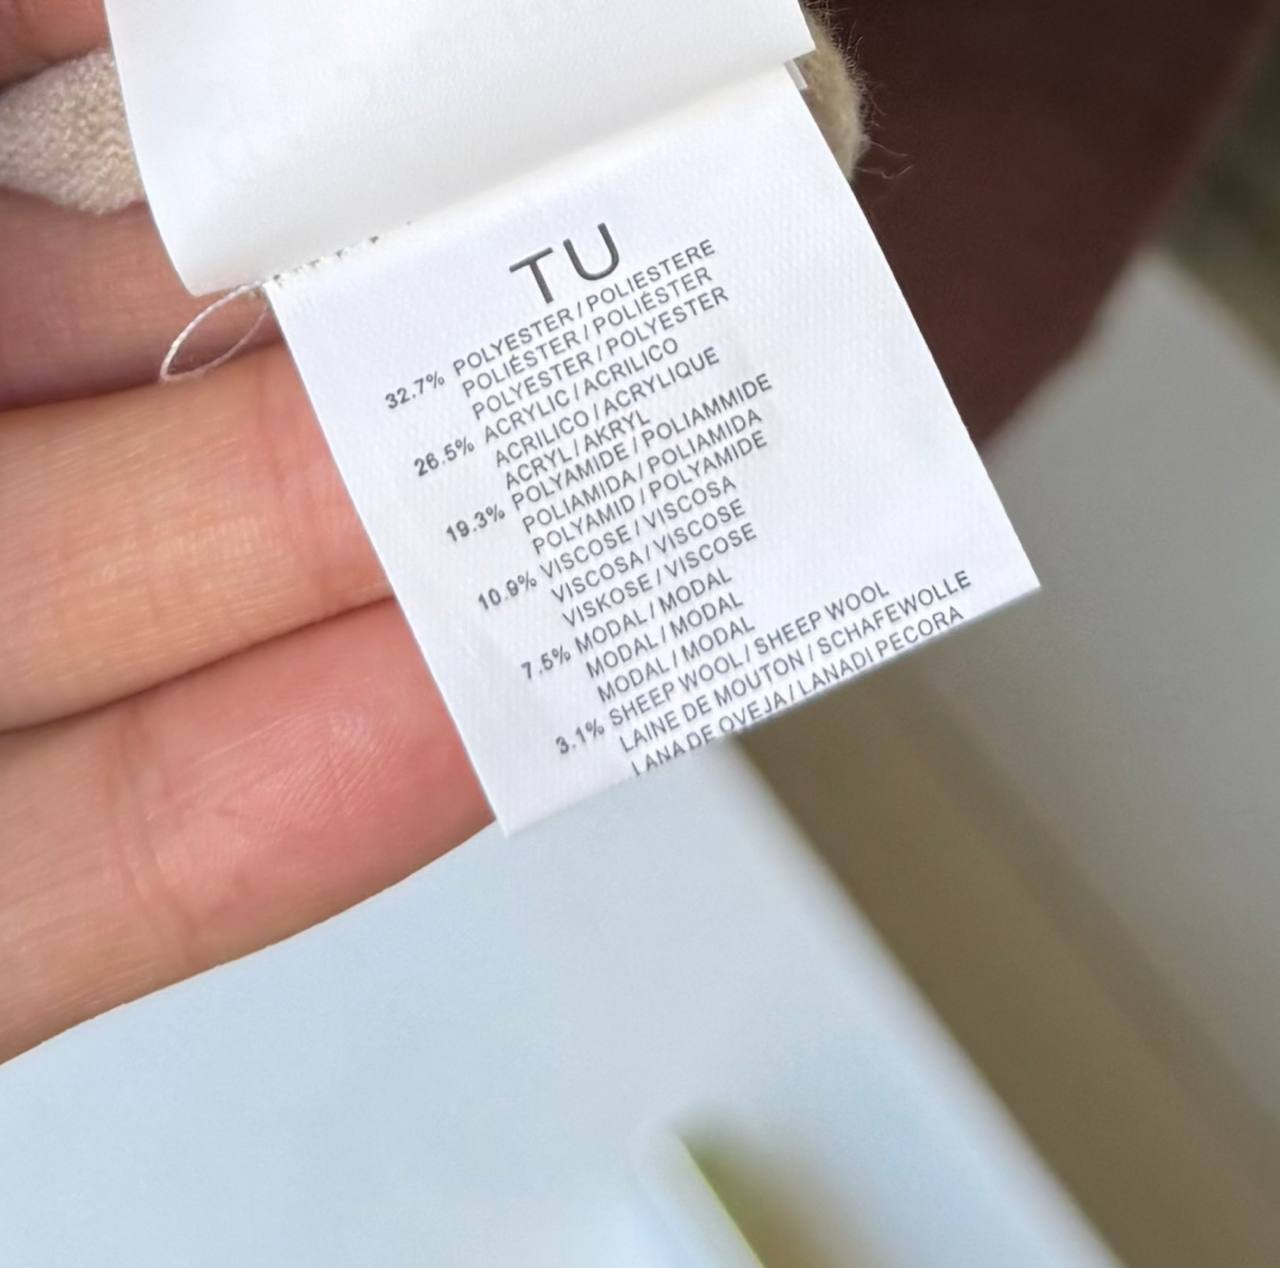 TU
32.7% POLYESTER / POLIESTERE
POLIÉSTER / POLIÉSTER
POLYESTER / POLYESTER
26.5% ACRYLIC / ACRILICO
ACRILICO / ACRYLIQUE
ACRYL / AKRYL
19.3% POLYAMIDE / POLIAMMIDE
POLIAMIDA / POLIAMIDA
POLYAMID / POLYAMIDE
10.9% VISCOSE / VISCOSA
VISCOSA / VISCOSE
VISKOSE / VISCOSE
7.5% MODAL / MODAL
MODAL / MODAL
MODAL / MODAL
3.1% SHEEP WOOL / SHEEP WOOL
LAINE DE MOUTON / SCHAFEWOLLE
LANA DE OVEJA / LANADI PECORA